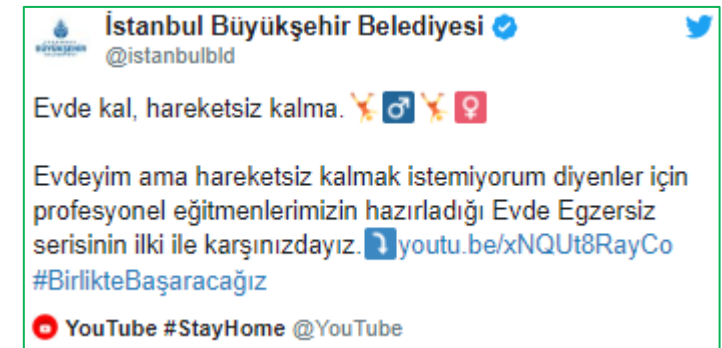 İstanbul Büyükşehir Belediyesi
@istanbulbld
Evde kal, hareketsiz kalma. 🤸♂️🤸♀️
Evdeyim ama hareketsiz kalmak istemiyorum diyenler için
profesyonel eğitmenlerimizin hazırladığı Evde Egzersiz
serisinin ilki ile karşınızdayız. ⤵️ youtu.be/xNQUt8RayCo
#BirlikteBaşaracağız
YouTube #StayHome @YouTube